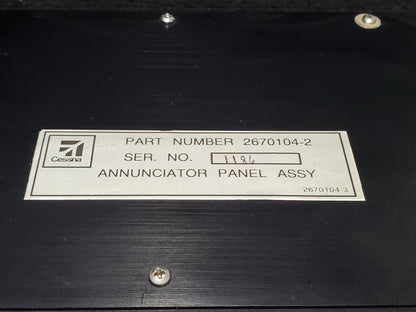 Cessna
PART NUMBER 2670104-2
SER. NO. 1186
ANNUNCIATOR PANEL ASSY
2670104-3